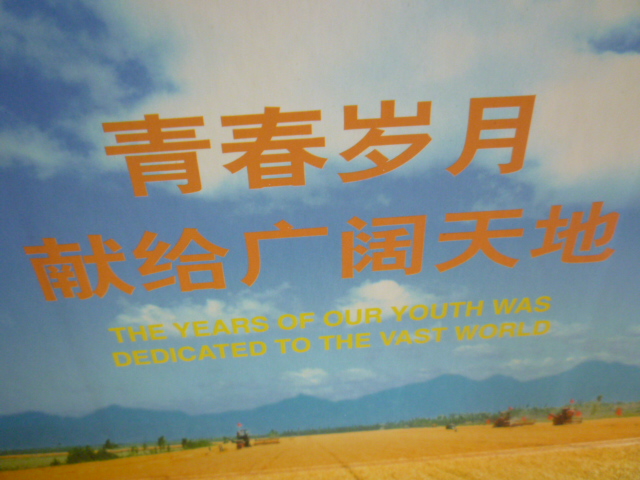 青春岁月
献给广阔天地
THE YEARS OF OUR YOUTH WAS
DEDICATED TO THE VAST WORLD